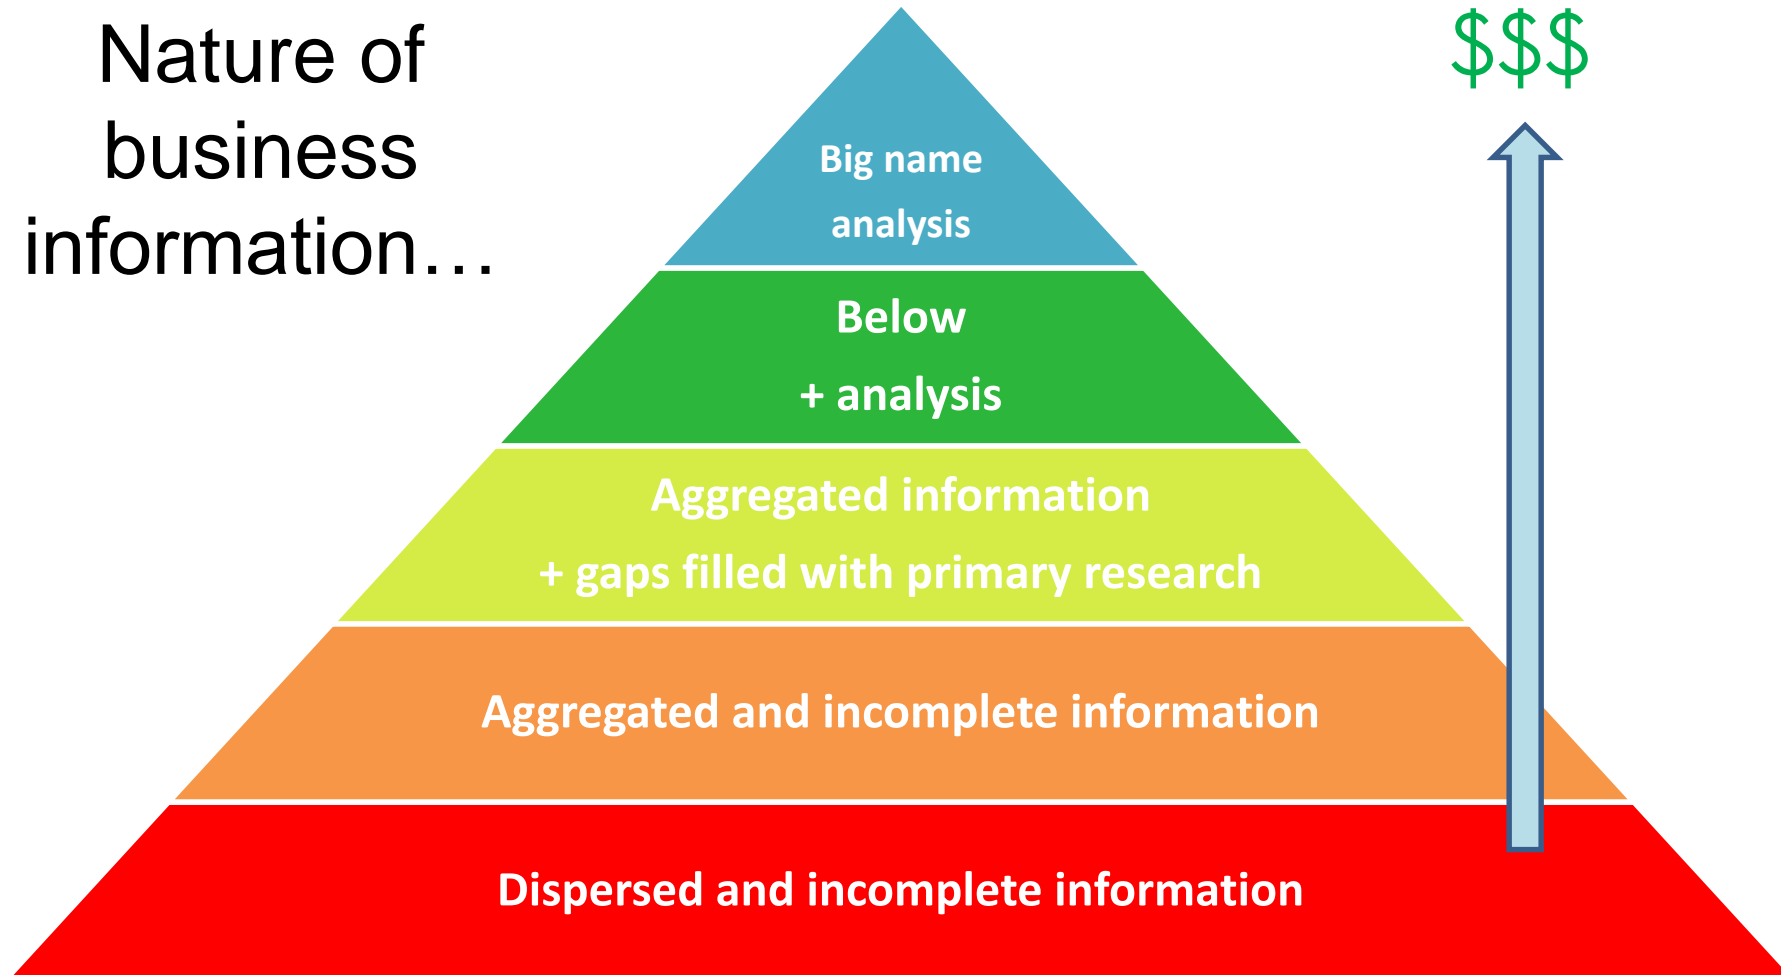 Nature of
business
information…
$$$
Big name
analysis
Below
+ analysis
Aggregated information
+ gaps filled with primary research
Aggregated and incomplete information
Dispersed and incomplete information